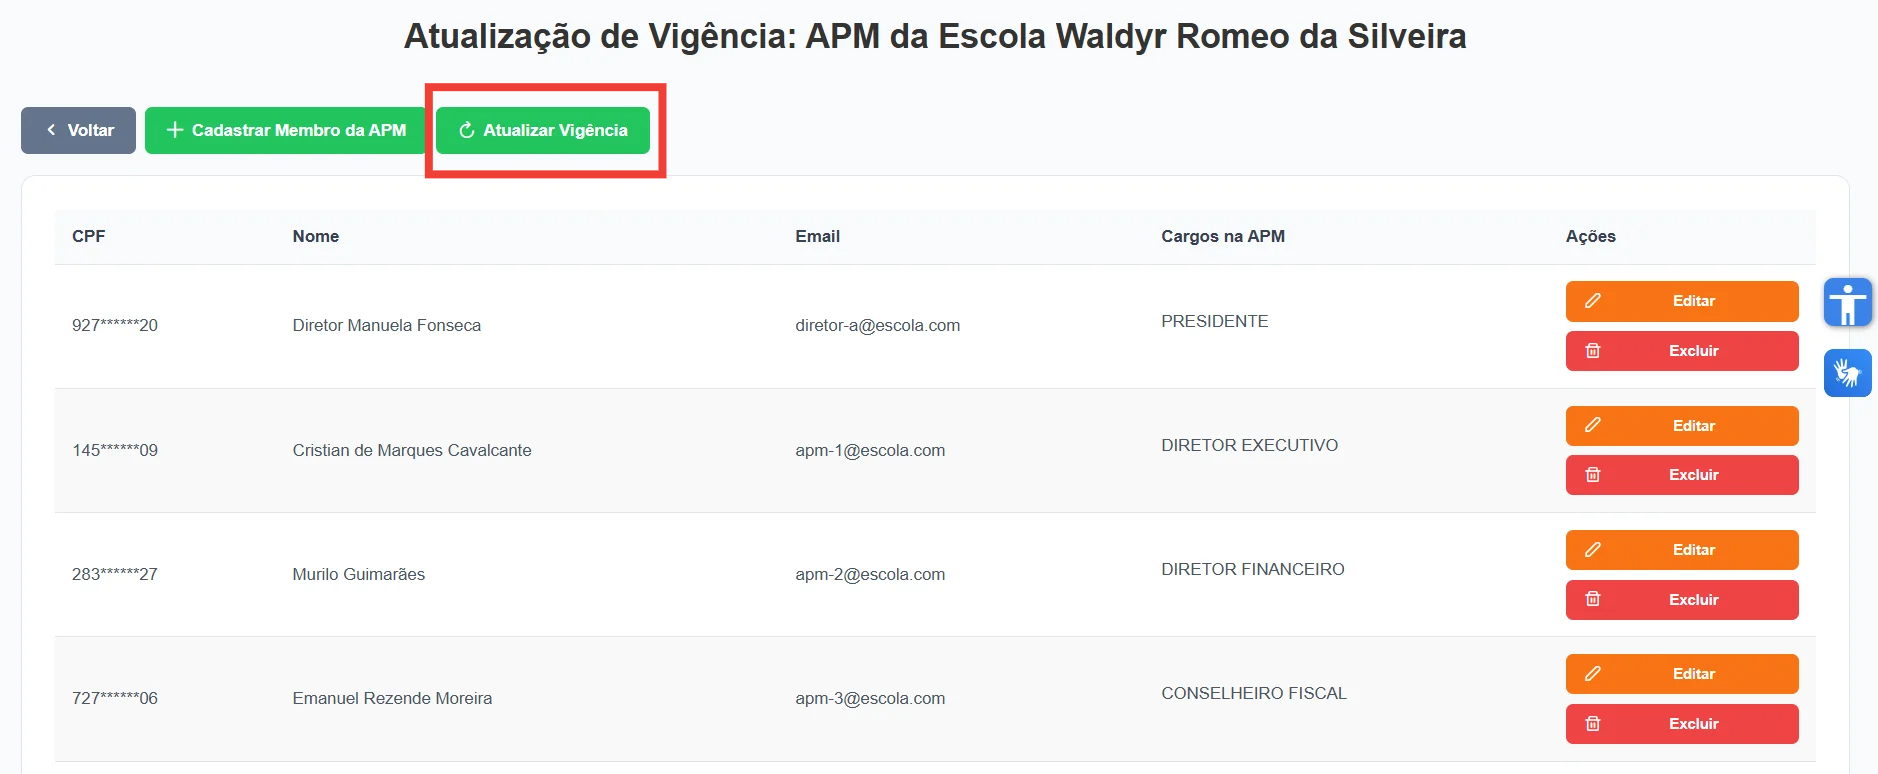 Atualização de Vigência: APM da Escola Waldyr Romeo da Silveira
Voltar
Cadastrar Membro da APM
Atualizar Vigência
CPF Nome Email Cargos na APM Ações
927******20 Diretor Manuela Fonseca diretor-a@escola.com PRESIDENTE
Editar
Excluir
145******09 Cristian de Marques Cavalcante apm-1@escola.com DIRETOR EXECUTIVO
Editar
Excluir
283******27 Murilo Guimarães apm-2@escola.com DIRETOR FINANCEIRO
Editar
Excluir
727******06 Emanuel Rezende Moreira apm-3@escola.com CONSELHEIRO FISCAL
Editar
Excluir